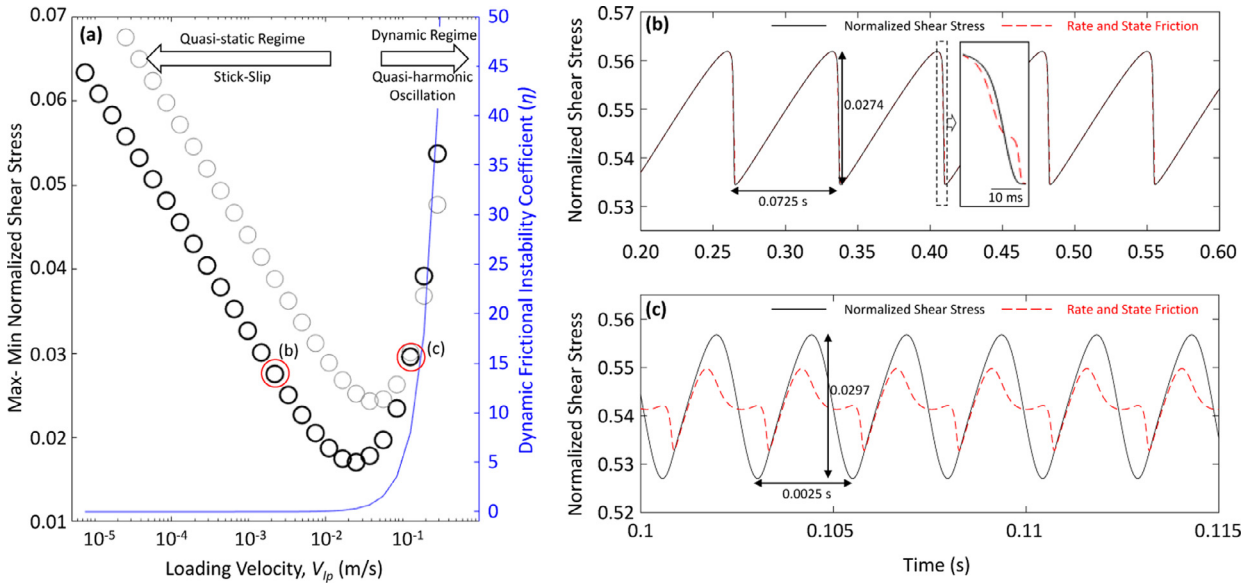 (a)
Quasi-static Regime
Stick-Slip
Dynamic Regime
Quasi-harmonic
Oscillation
(b)
(c)
Max- Min Normalized Shear Stress
0.07
0.06
0.05
0.04
0.03
0.02
0.01
10-5
10-4
10-3
10-2
10-1
Loading Velocity, Vlp (m/s)
50
45
40
35
30
25
20
15
10
5
0
Dynamic Frictional Instability Coefficient (η)
(b)
Normalized Shear Stress
Rate and State Friction
Normalized Shear Stress
0.57
0.56
0.55
0.54
0.53
0.0274
0.0725 s
10 ms
0.20 0.26 0.30 0.33 0.41 0.46 0.50 0.55 0.60
(c)
Normalized Shear Stress
Rate and State Friction
Normalized Shear Stress
0.56
0.55
0.54
0.53
0.52
0.0297
0.0025 s
0.1 0.105 0.11 0.115
Time (s)